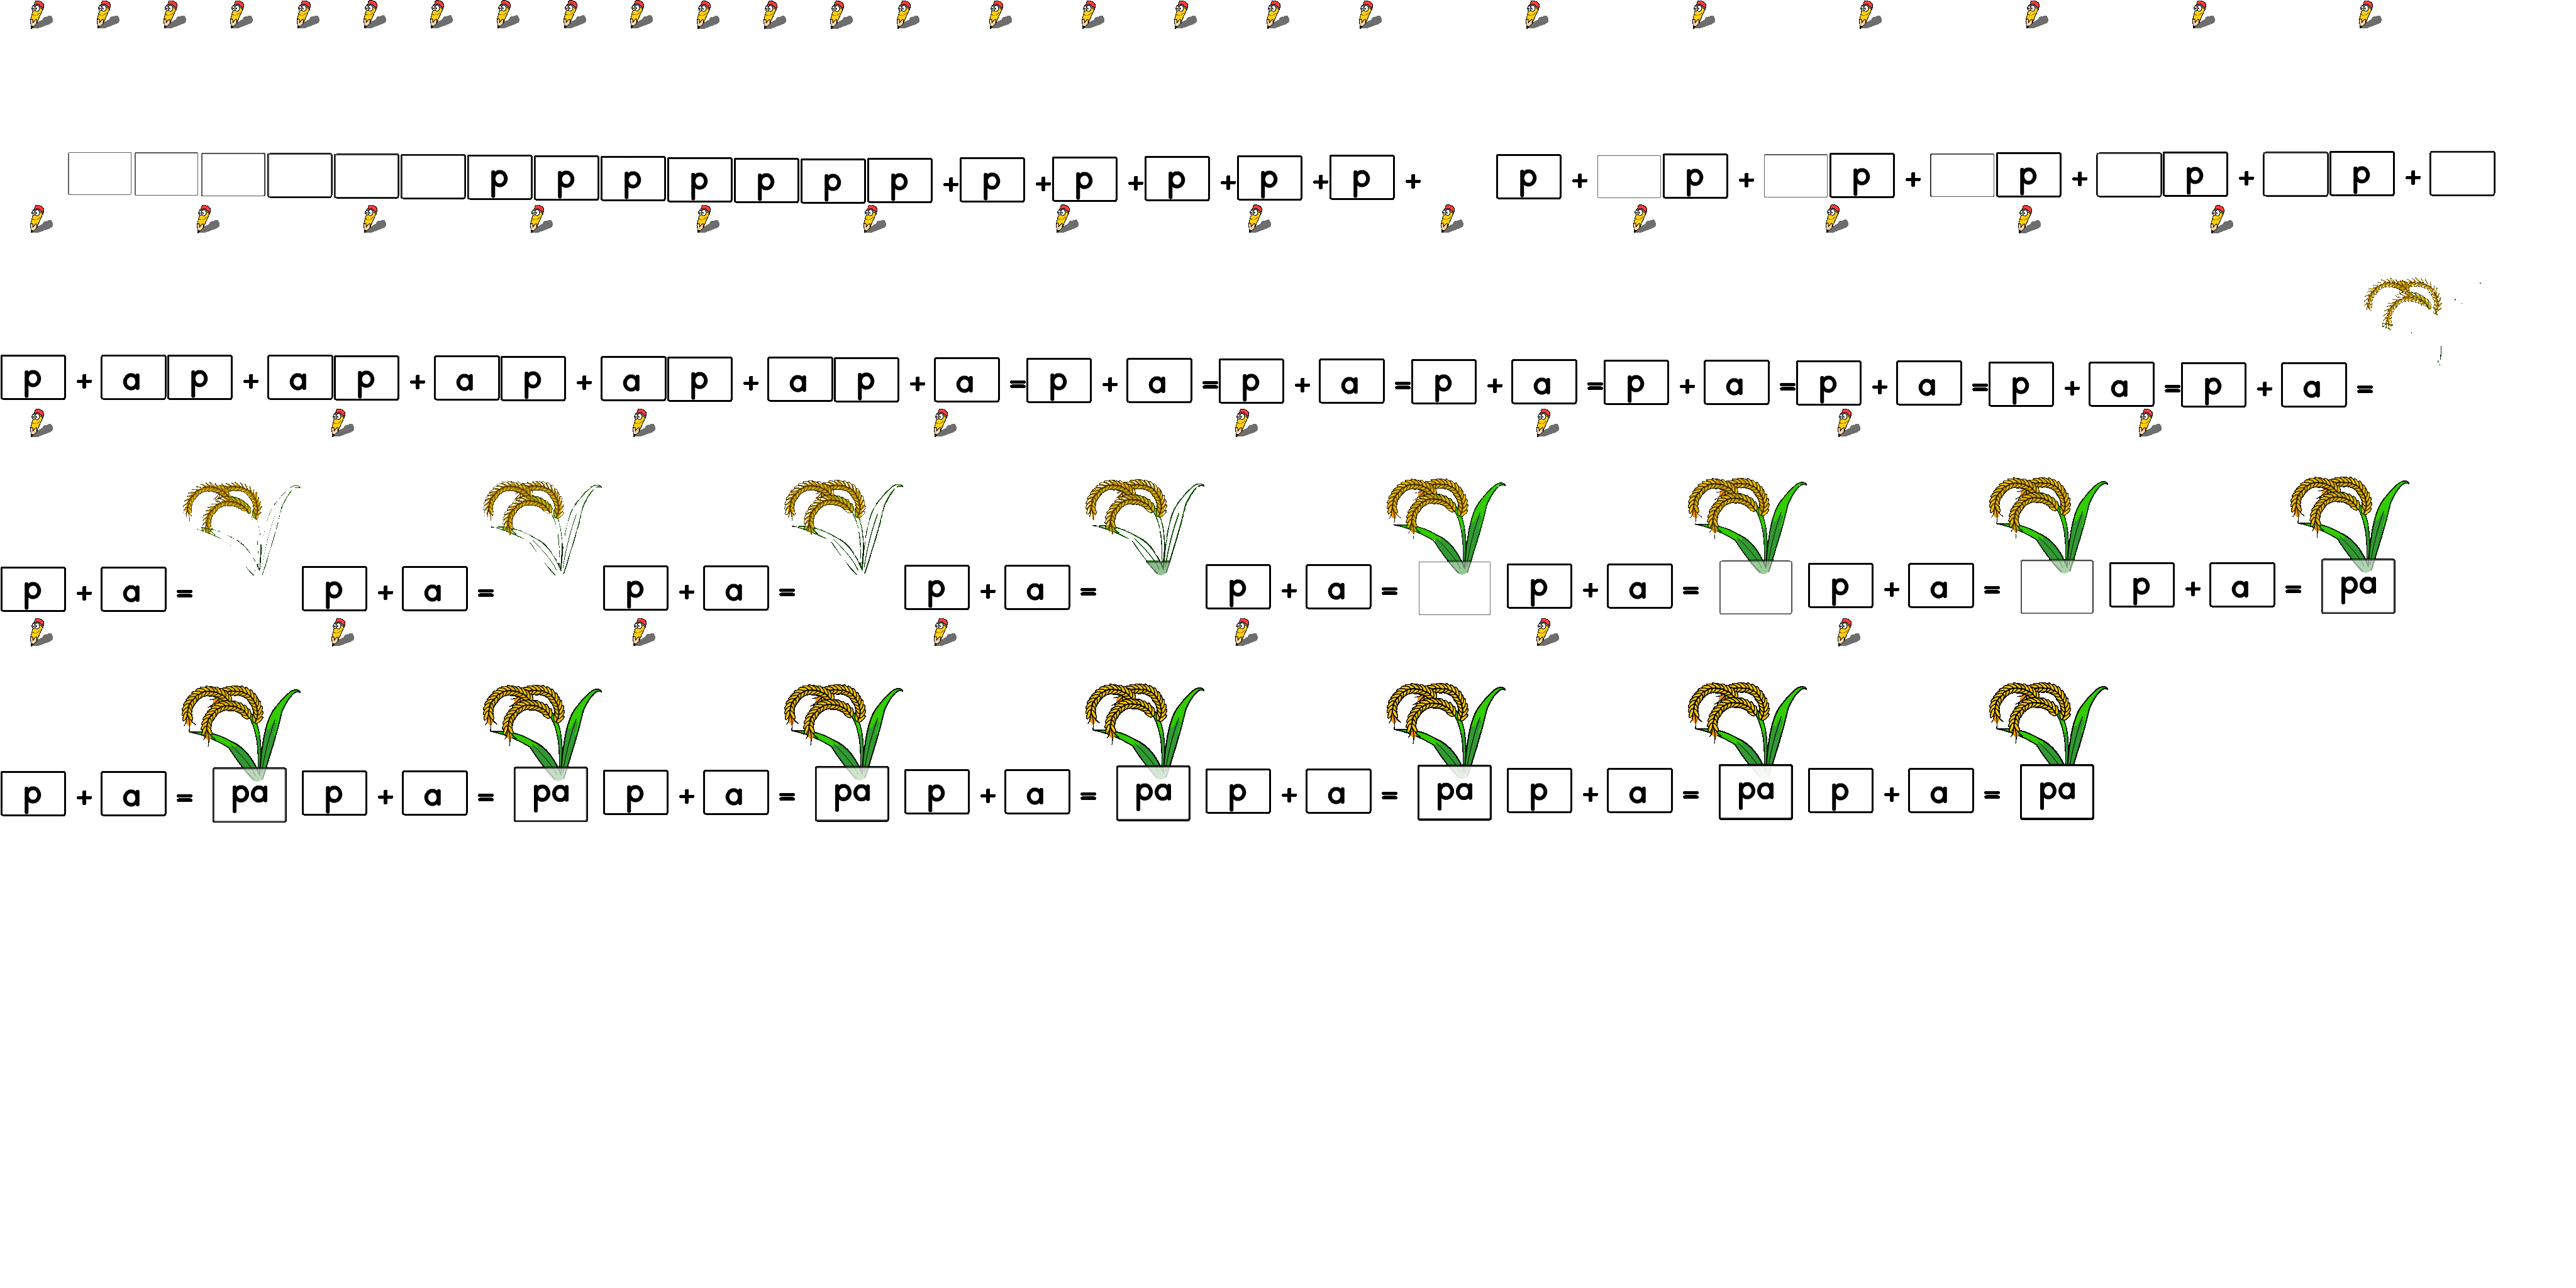 p p p p p p p + p + p + p + p + p + p + p + p + p + p + p +
p + a p + a p + a p + a p + a p + a = p + a = p + a = p + a = p + a = p + a = p + a = p + a =
p + a = p + a = p + a = p + a = p + a = p + a = p + a = p + a = pa
p + a = pa p + a = pa p + a = pa p + a = pa p + a = pa p + a = pa p + a = pa